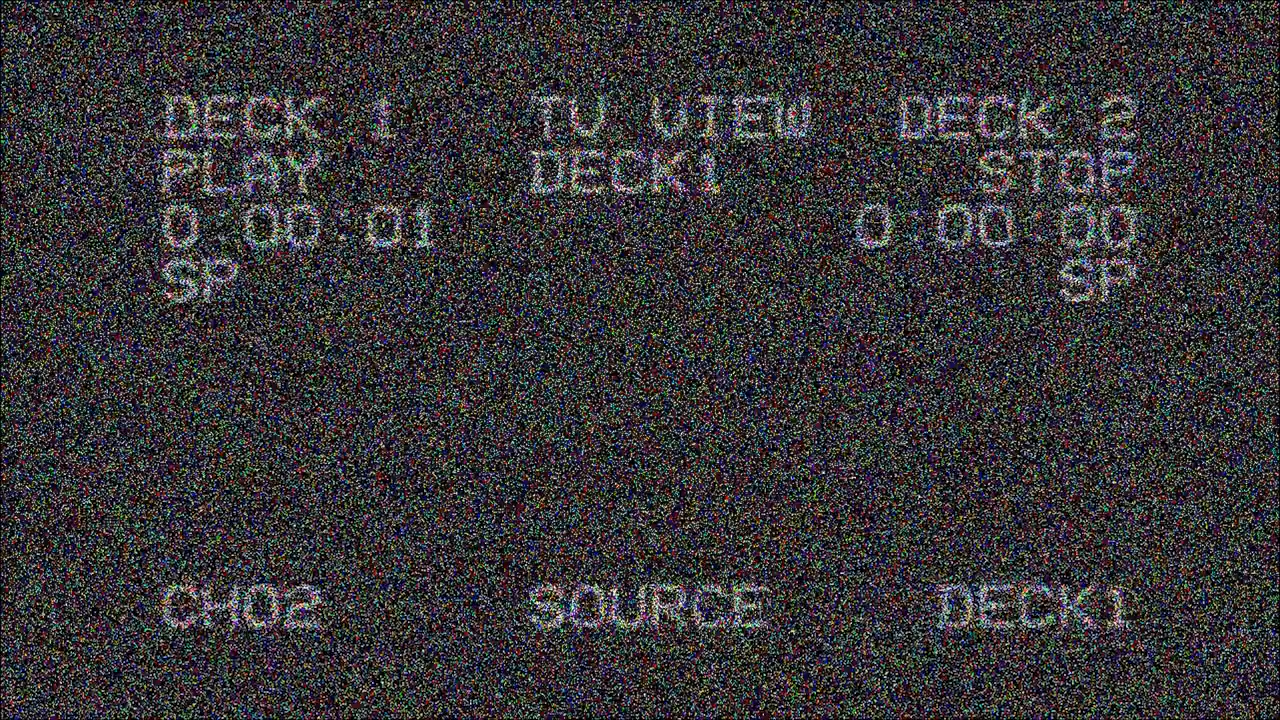 DECK 1 TV VIEW DECK 2
PLAY DECK1 STOP
0:00:01 0:00:00
SP SP
CH02 SOURCE DECK1